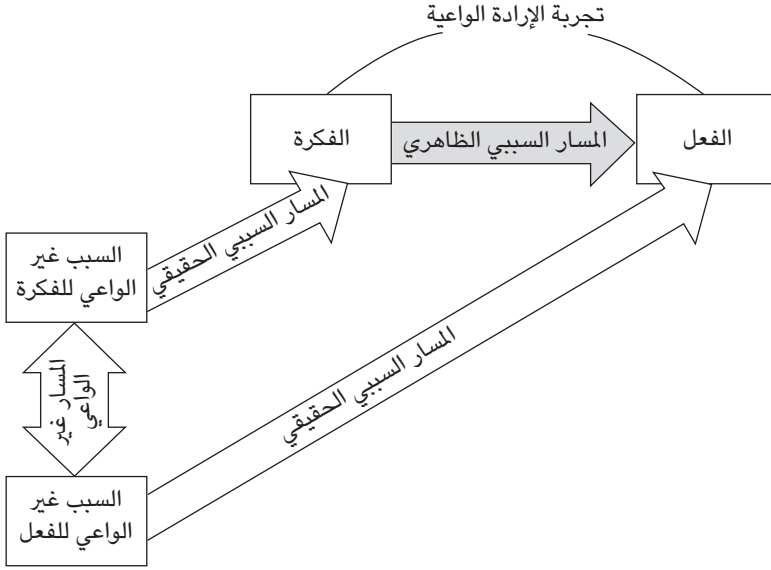 تجربة الإرادة الواعية
الفكرة
المسار السببي الظاهري
الفعل
المسار السببي الحقيقي
السبب غير
الواعي للفكرة
المسار غير
الواعي
المسار السببي الحقيقي
السبب غير
الواعي للفعل